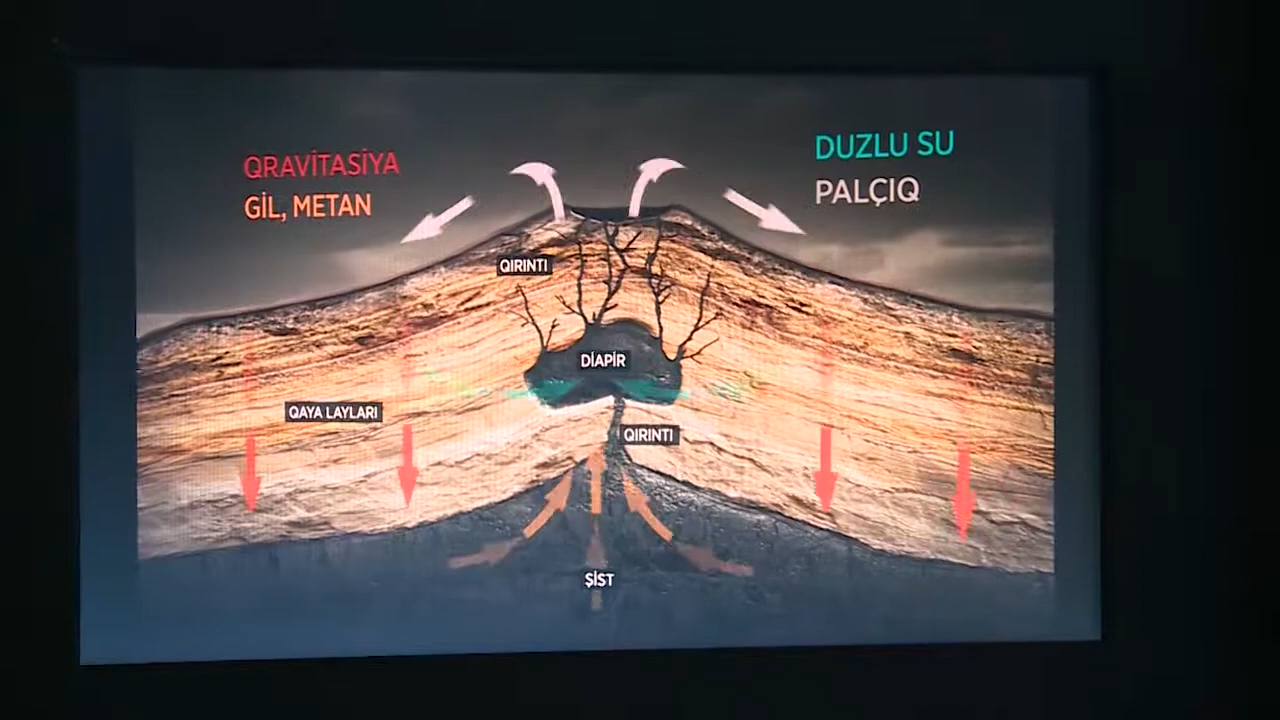 QRAVİTASİYA
GİL, METAN
DUZLU SU
PALÇIQ
QIRINTI
DİAPİR
QAYA LAYLARI
QIRINTI
ŞİST